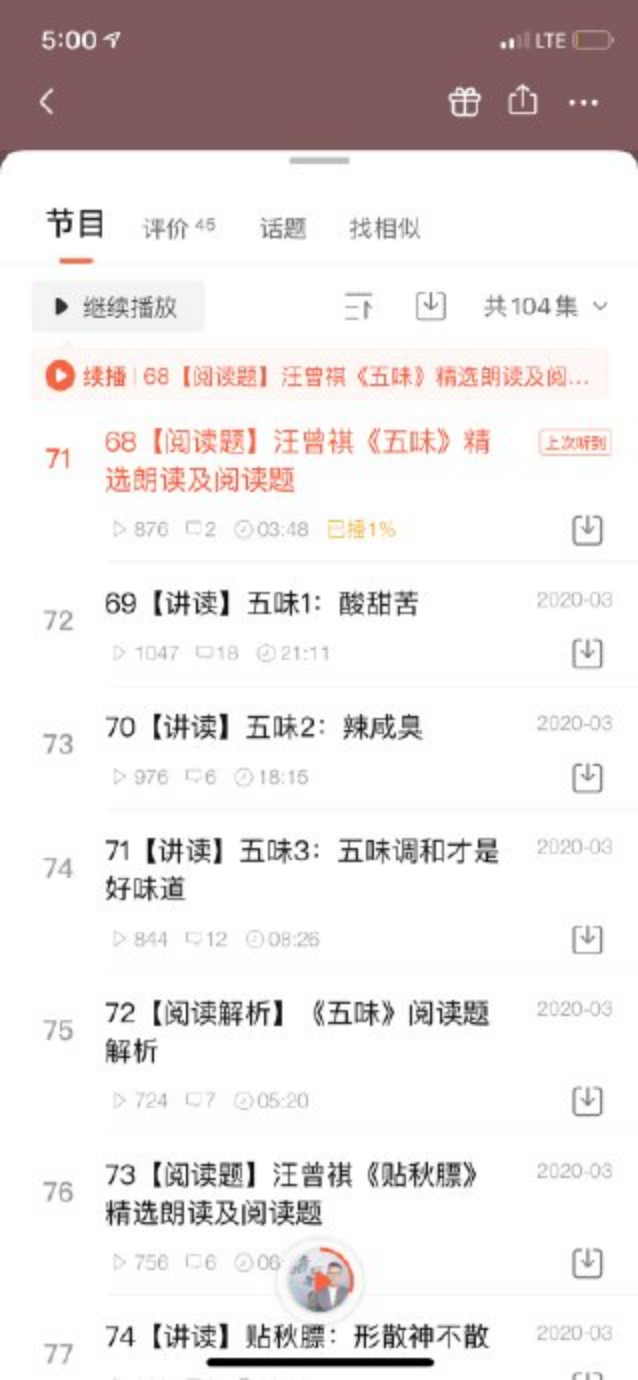 5:00 LTE
节目 评价 45 话题 找相似
继续播放 共104集
续播 | 68【阅读题】汪曾祺《五味》精选朗读及阅...
71 68【阅读题】汪曾祺《五味》精 上次听到
选朗读及阅读题
876 2 03:48 已播1%
72 69【讲读】五味1：酸甜苦 2020-03
1047 18 21:11
73 70【讲读】五味2：辣咸臭 2020-03
976 6 18:15
74 71【讲读】五味3：五味调和才是 2020-03
好味道
844 12 08:26
75 72【阅读解析】《五味》阅读题 2020-03
解析
724 7 05:20
76 73【阅读题】汪曾祺《贴秋膘》 2020-03
精选朗读及阅读题
756 6 06:
77 74【讲读】贴秋膘：形散神不散 2020-03